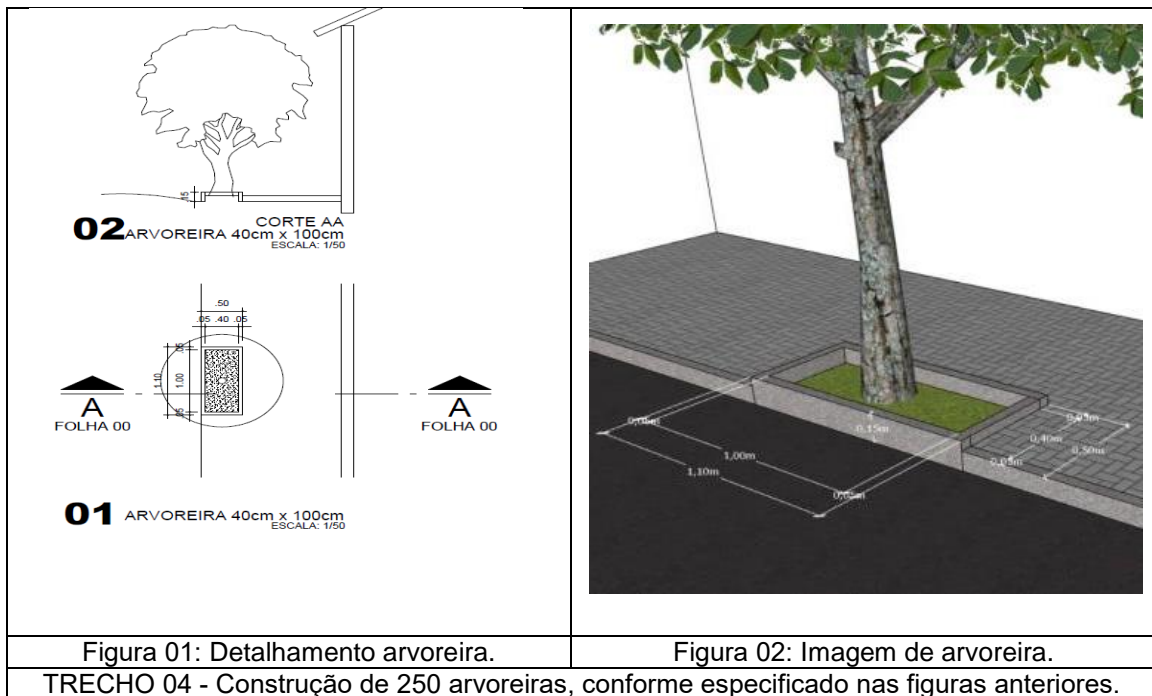 .15
CORTE AA
02 ARVOREIRA 40cm x 100cm
ESCALA: 1/50
.50
.05 .40 .05
.05
1.10
1.00
.05
A
FOLHA 00
A
FOLHA 00
01 ARVOREIRA 40cm x 100cm
ESCALA: 1/50
0,15m
0,05m
0,40m
0,50m
1,00m
1,10m
Figura 01: Detalhamento arvoreira.
Figura 02: Imagem de arvoreira.
TRECHO 04 - Construção de 250 arvoreiras, conforme especificado nas figuras anteriores.